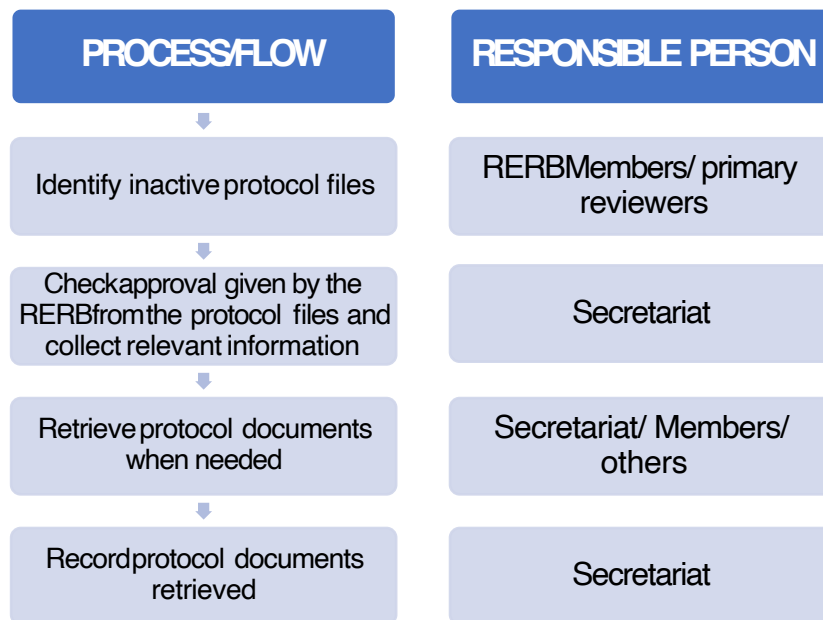 PROCESS/FLOW
RESPONSIBLE PERSON
Identify inactive protocol files
RERBMembers/ primary
reviewers
Checkapproval given by the
RERBfromthe protocol files and
collect relevant information
Secretariat
Retrieve protocol documents
when needed
Secretariat/ Members/
others
Recordprotocol documents
retrieved
Secretariat